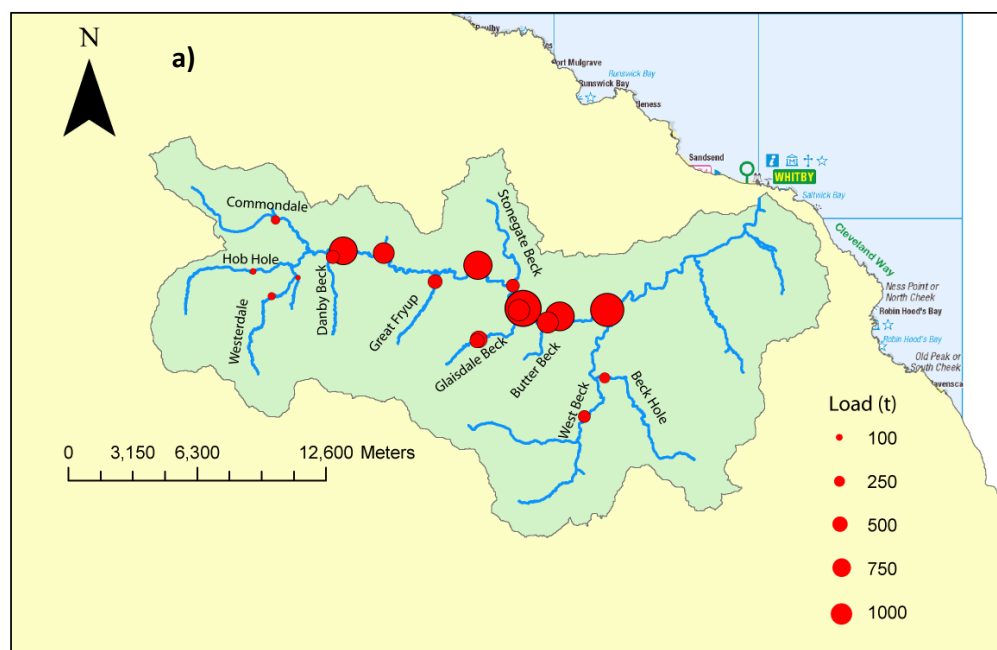 N
a)
Port Mulgrave
Runswick Bay
Runswick Bay
Sandsend
i
WHITBY
Saltwick Bay
Cleveland Way
Ness Point or
North Cheek
Robin Hood's Bay
Robin Hood's Bay
Old Peak or
South Cheek
Commondale
Stonegate Beck
Hob Hole
Danby Beck
Westerdale
Great Fryup
Glaisdale Beck
Butter Beck
West Beck
Beck Hole
0 3,150 6,300 12,600 Meters
Load (t)
100
250
500
750
1000